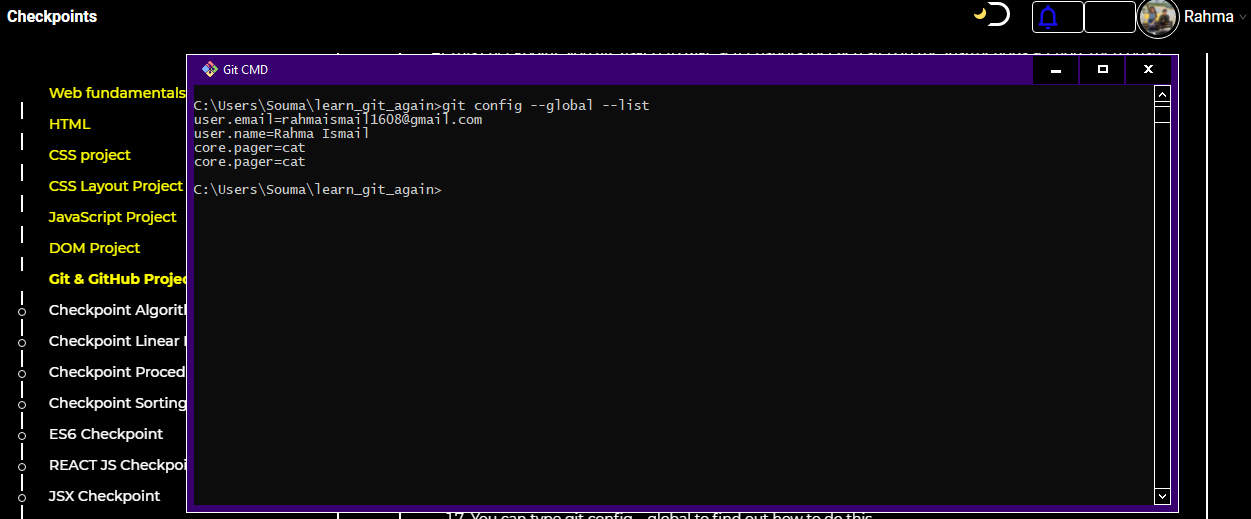 Checkpoints
Rahma
Git CMD
Web fundamentals
HTML
CSS project
CSS Layout Project
JavaScript Project
DOM Project
Git & GitHub Projec
Checkpoint Algorit
Checkpoint Linear
Checkpoint Proced
Checkpoint Sorting
ES6 Checkpoint
REACT JS Checkpoi
JSX Checkpoint
C:\Users\Souma\learn_git_again>git config --global --list
user.email=rahmaismail1608@gmail.com
user.name=Rahma Ismail
core.pager=cat
core.pager=cat
C:\Users\Souma\learn_git_again>
17. You can type git config --global to find out how to do this